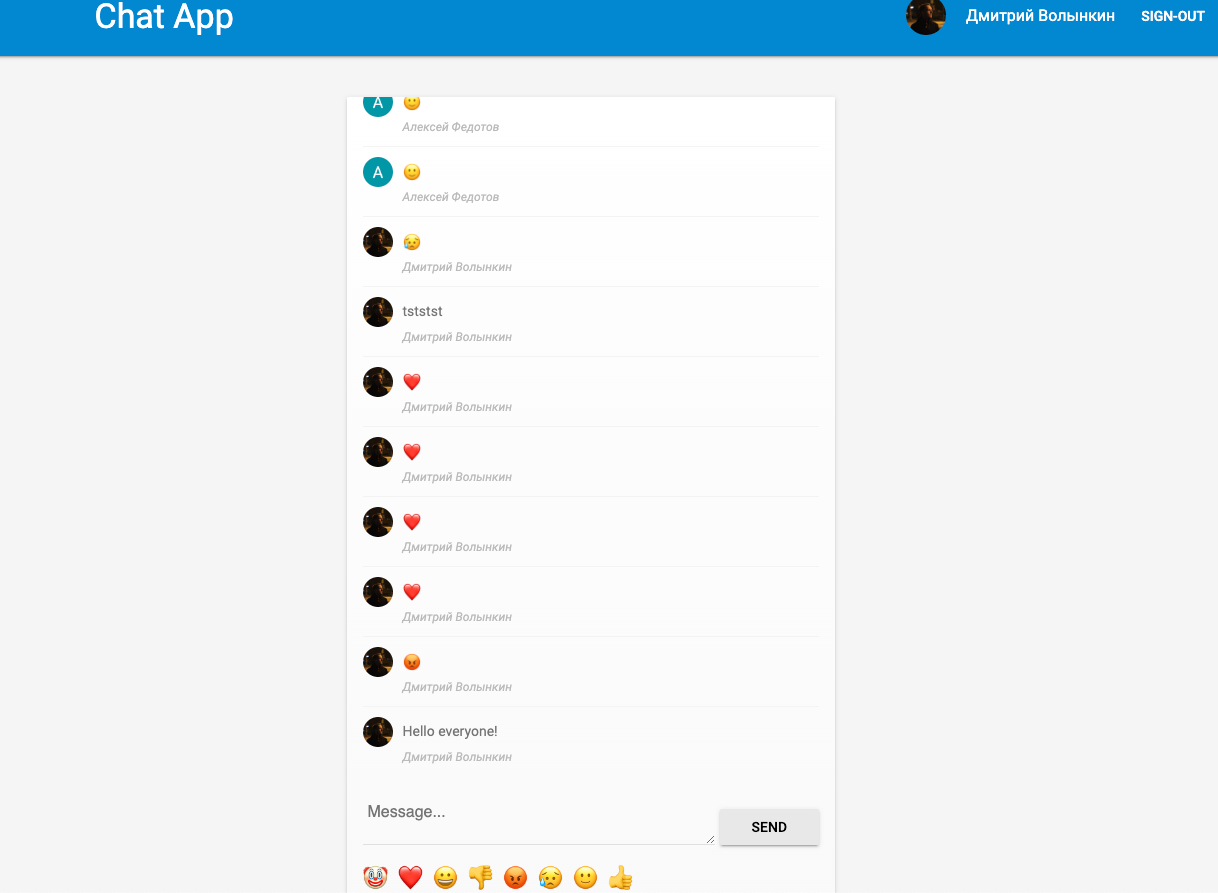 Chat App
Дмитрий Волынкин SIGN-OUT
A 🙂
Алексей Федотов
A 🙂
Алексей Федотов
😥
Дмитрий Волынкин
tststst
Дмитрий Волынкин
❤️
Дмитрий Волынкин
❤️
Дмитрий Волынкин
❤️
Дмитрий Волынкин
❤️
Дмитрий Волынкин
😡
Дмитрий Волынкин
Hello everyone!
Дмитрий Волынкин
Message...
SEND
🤡 ❤️ 😀 👎 😡 😥 🙂 👍